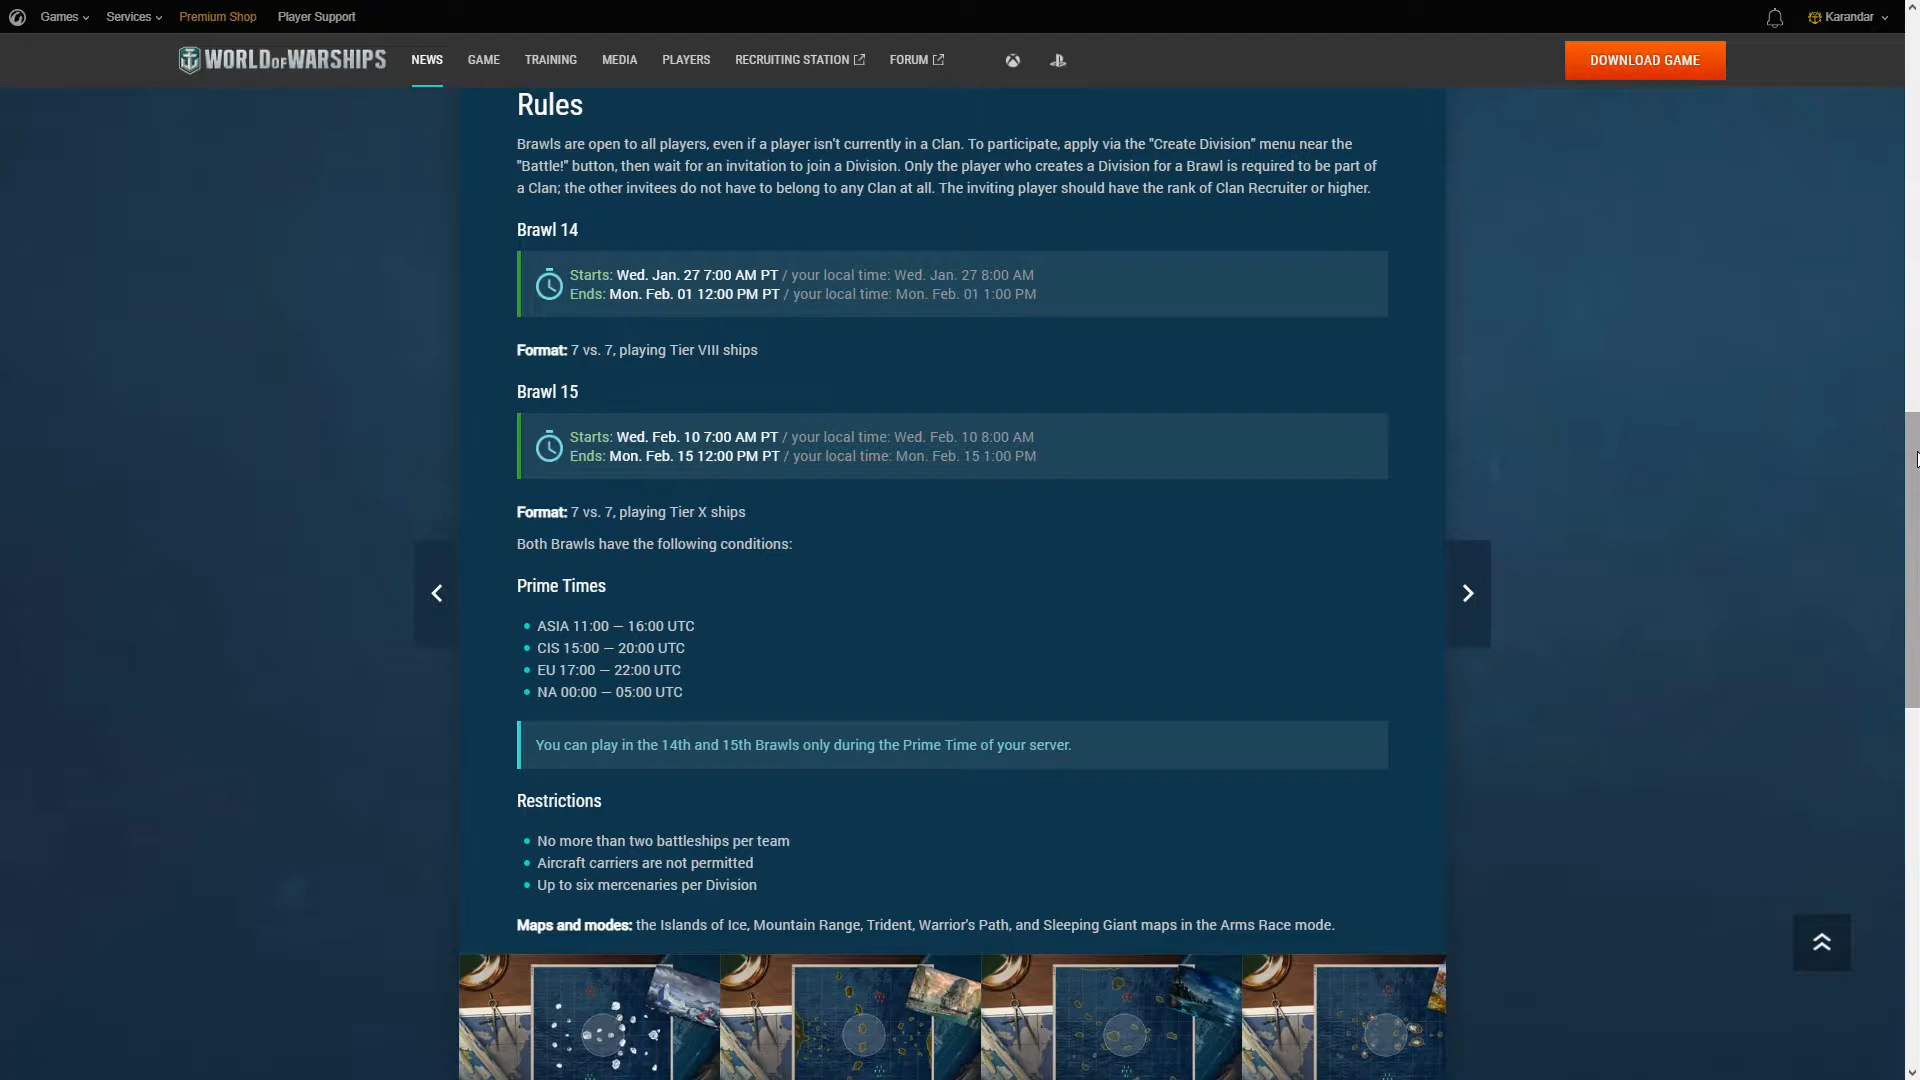 Games Services Premium Shop Player Support Karandar
WORLD OF WARSHIPS NEWS GAME TRAINING MEDIA PLAYERS RECRUITING STATION FORUM DOWNLOAD GAME
Rules
Brawls are open to all players, even if a player isn't currently in a Clan. To participate, apply via the "Create Division" menu near the
"Battle!" button, then wait for an invitation to join a Division. Only the player who creates a Division for a Brawl is required to be part of
a Clan; the other invitees do not have to belong to any Clan at all. The inviting player should have the rank of Clan Recruiter or higher.
Brawl 14
Starts: Wed. Jan. 27 7:00 AM PT / your local time: Wed. Jan. 27 8:00 AM
Ends: Mon. Feb. 01 12:00 PM PT / your local time: Mon. Feb. 01 1:00 PM
Format: 7 vs. 7, playing Tier VIII ships
Brawl 15
Starts: Wed. Feb. 10 7:00 AM PT / your local time: Wed. Feb. 10 8:00 AM
Ends: Mon. Feb. 15 12:00 PM PT / your local time: Mon. Feb. 15 1:00 PM
Format: 7 vs. 7, playing Tier X ships
Both Brawls have the following conditions:
Prime Times
ASIA 11:00 — 16:00 UTC
CIS 15:00 — 20:00 UTC
EU 17:00 — 22:00 UTC
NA 00:00 — 05:00 UTC
You can play in the 14th and 15th Brawls only during the Prime Time of your server.
Restrictions
No more than two battleships per team
Aircraft carriers are not permitted
Up to six mercenaries per Division
Maps and modes: the Islands of Ice, Mountain Range, Trident, Warrior's Path, and Sleeping Giant maps in the Arms Race mode.